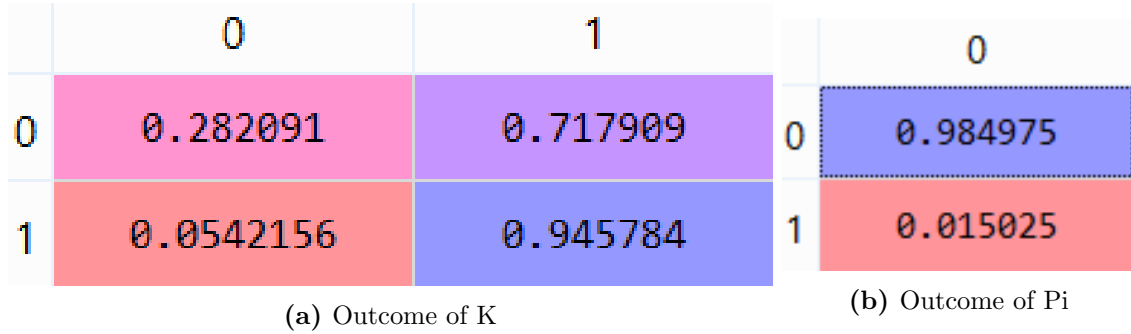 0 1
0 0.282091 0.717909
1 0.0542156 0.945784
(a) Outcome of K
0
0 0.984975
1 0.015025
(b) Outcome of Pi